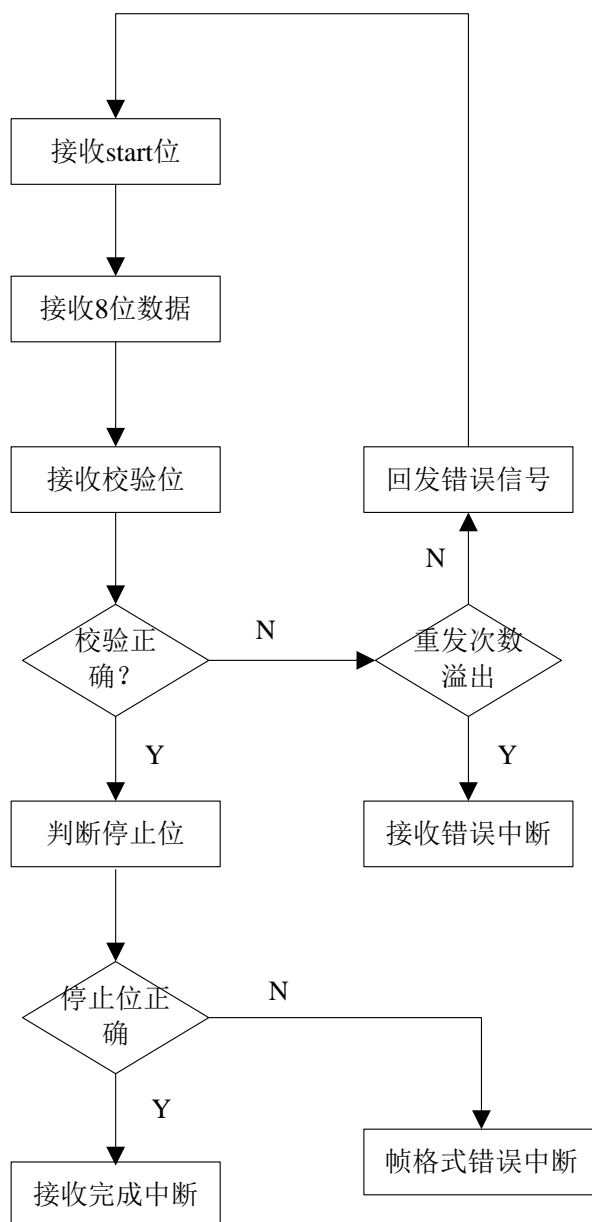 接收start位
接收8位数据
接收校验位
回发错误信号
N
校验正
确？
N
重发次数
溢出
Y
Y
判断停止位
接收错误中断
停止位正
确
N
Y
帧格式错误中断
接收完成中断